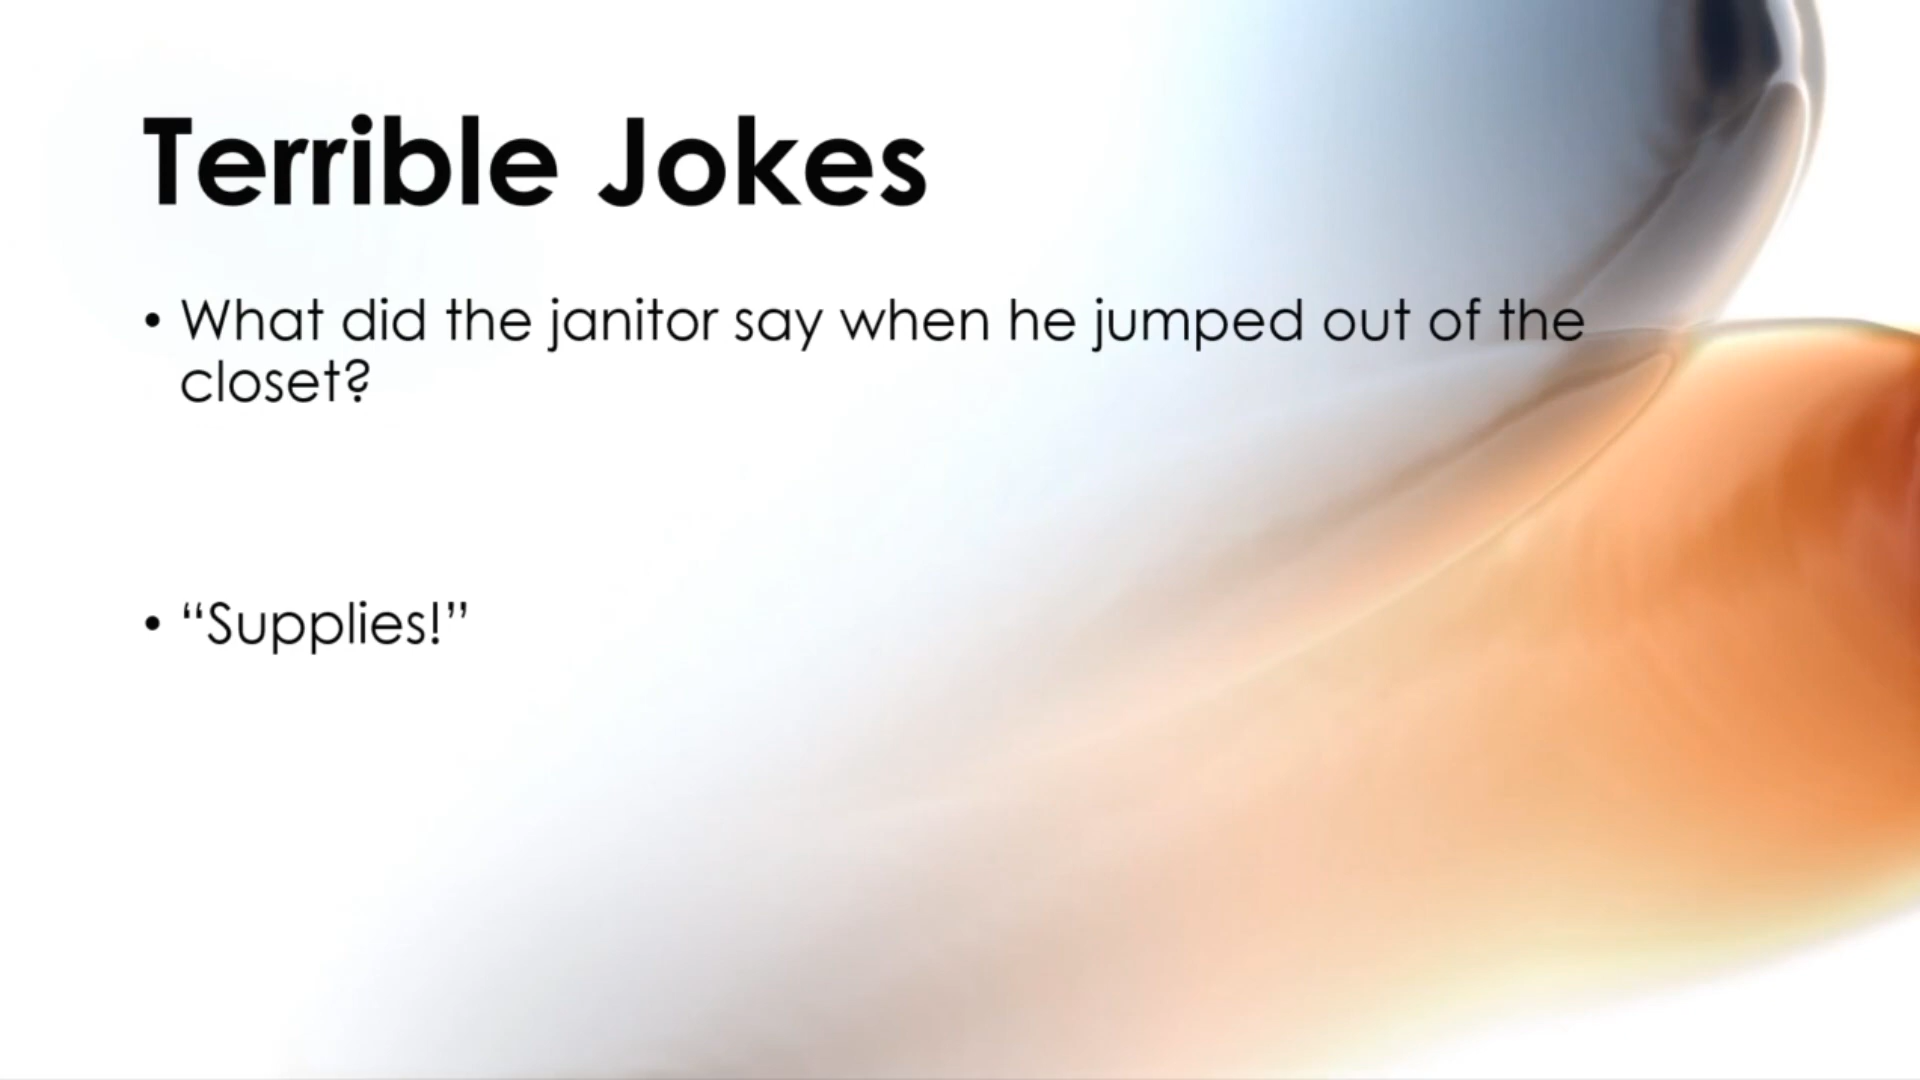 Terrible Jokes
• What did the janitor say when he jumped out of the
closet?
• “Supplies!”